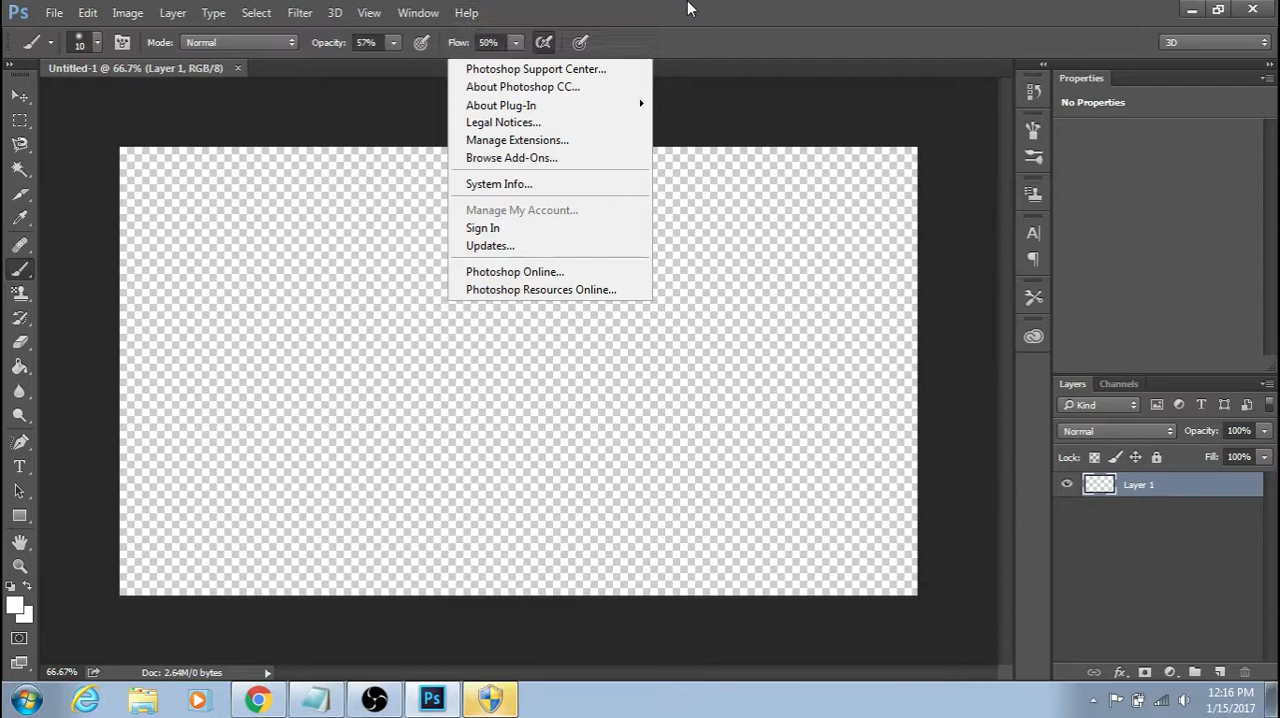 Ps File Edit Image Layer Type Select Filter 3D View Window Help
10 Mode: Normal Opacity: 57% Flow: 50% 3D
Untitled-1 @ 66.7% (Layer 1, RGB/8) ×
Photoshop Support Center...
About Photoshop CC...
About Plug-In
Legal Notices...
Manage Extensions...
Browse Add-Ons...
System Info...
Manage My Account...
Sign In
Updates...
Photoshop Online...
Photoshop Resources Online...
Properties
No Properties
Layers Channels
Kind
Normal Opacity: 100%
Lock: Fill: 100%
Layer 1
66.67% Doc: 2.64M/0 bytes
Ps
12:16 PM
1/15/2017